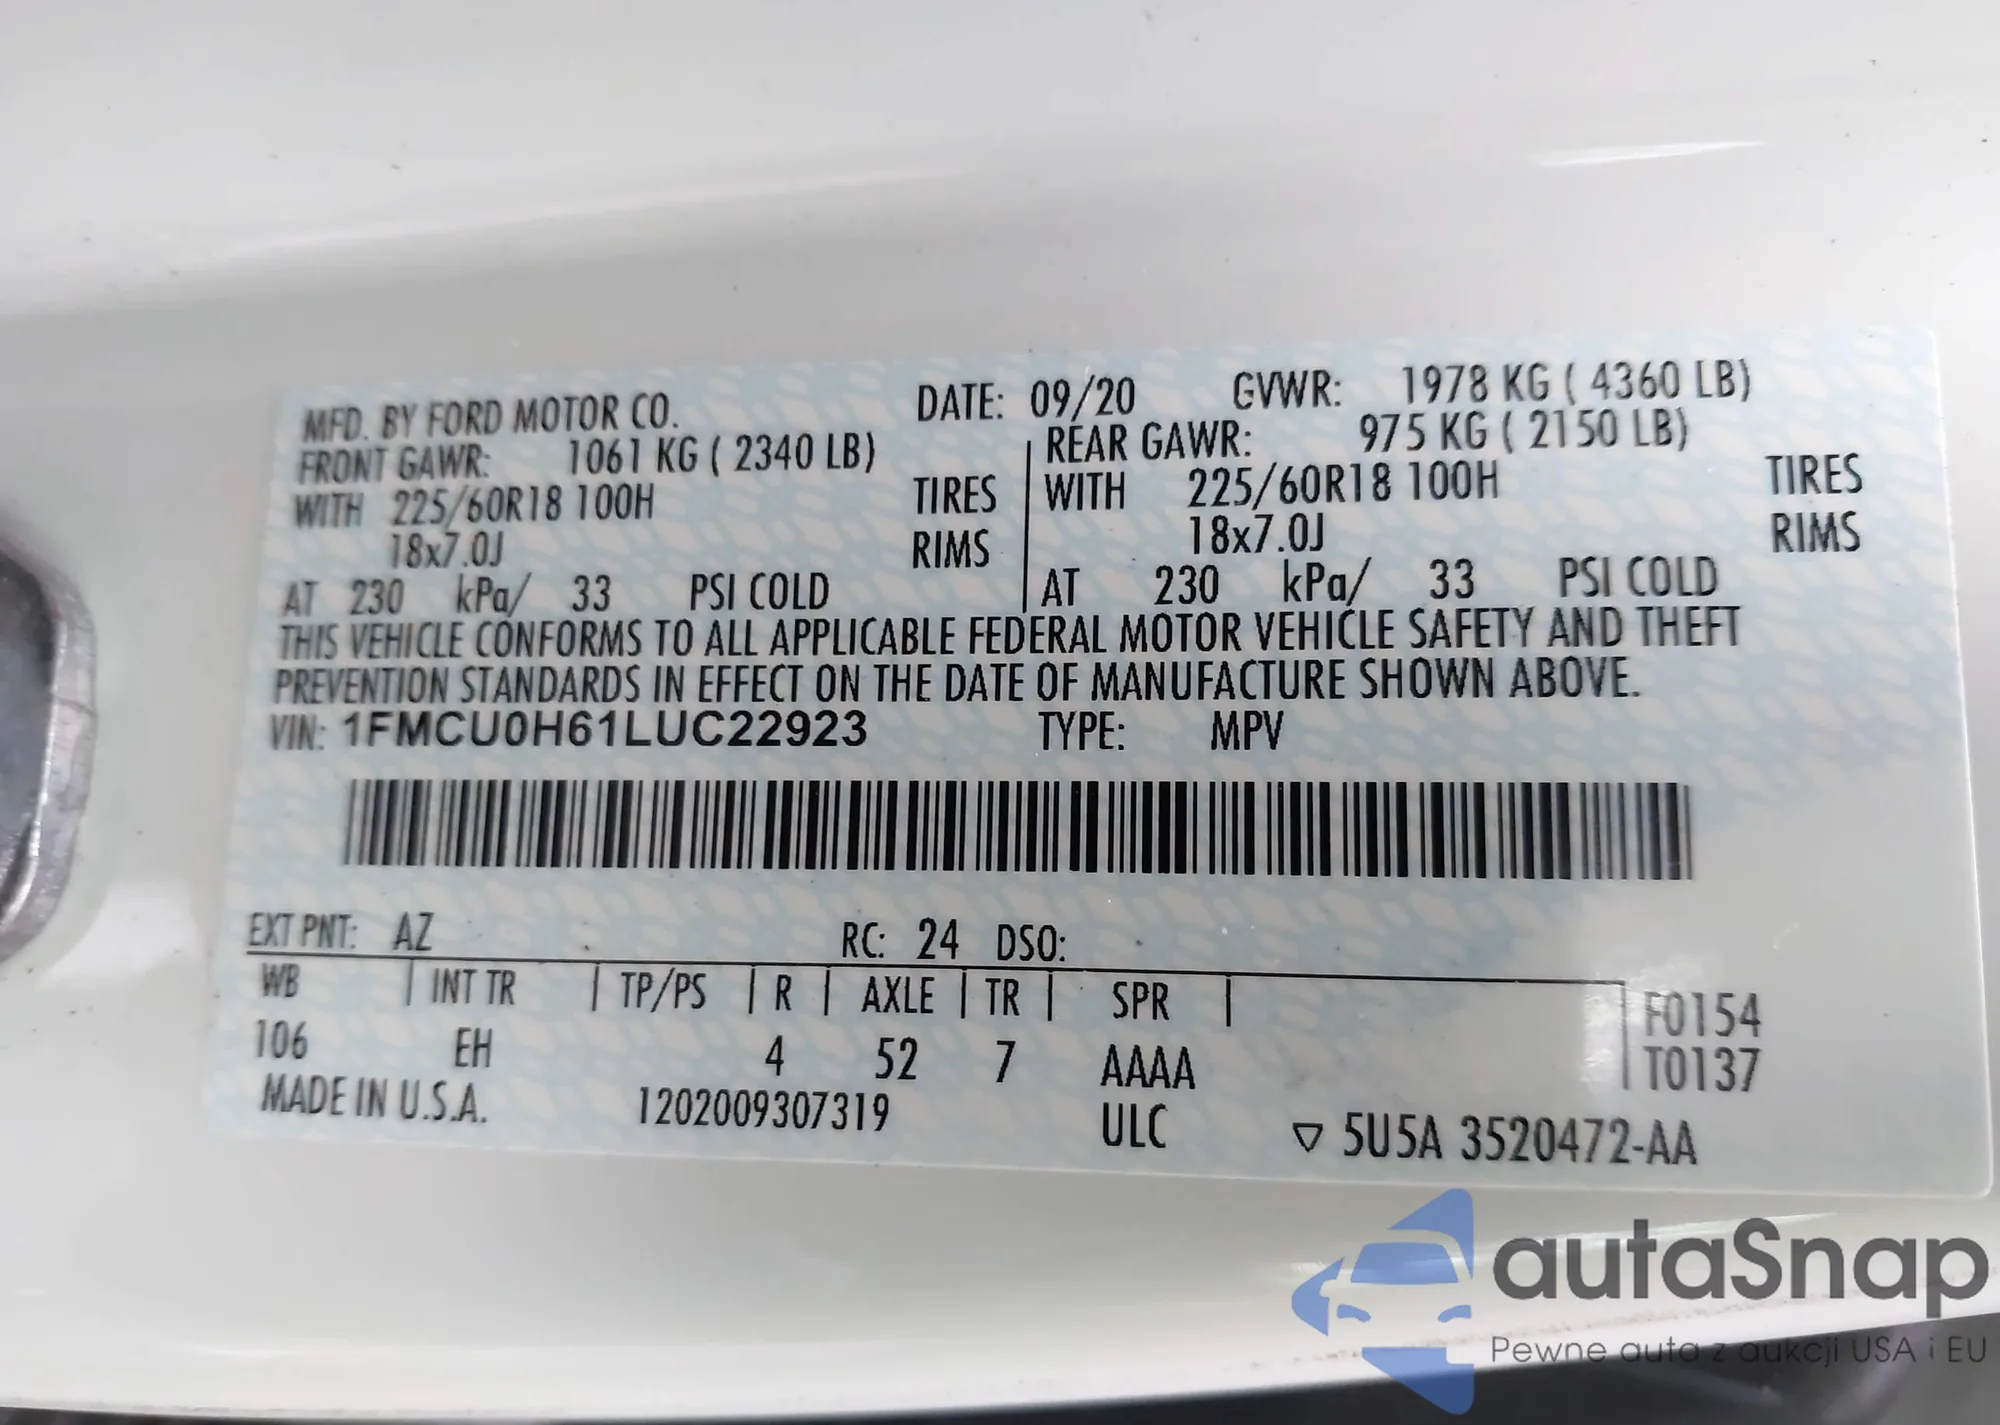 MFD. BY FORD MOTOR CO. DATE: 09/20 GVWR: 1978 KG ( 4360 LB)
FRONT GAWR: 1061 KG ( 2340 LB) REAR GAWR: 975 KG ( 2150 LB)
WITH 225/60R18 100H TIRES WITH 225/60R18 100H TIRES
18x7.0J RIMS 18x7.0J RIMS
AT 230 kPa/ 33 PSI COLD AT 230 kPa/ 33 PSI COLD
THIS VEHICLE CONFORMS TO ALL APPLICABLE FEDERAL MOTOR VEHICLE SAFETY AND THEFT
PREVENTION STANDARDS IN EFFECT ON THE DATE OF MANUFACTURE SHOWN ABOVE.
VIN: 1FMCU0H61LUC22923 TYPE: MPV
EXT PNT: AZ RC: 24 DSO:
WB INT TR TP/PS R AXLE TR SPR F0154
106 EH 4 52 7 AAAA T0137
MADE IN U.S.A. 1202009307319 ULC ▽ 5U5A 3520472-AA
autaSnap
Pewne auta z aukcji USA i EU